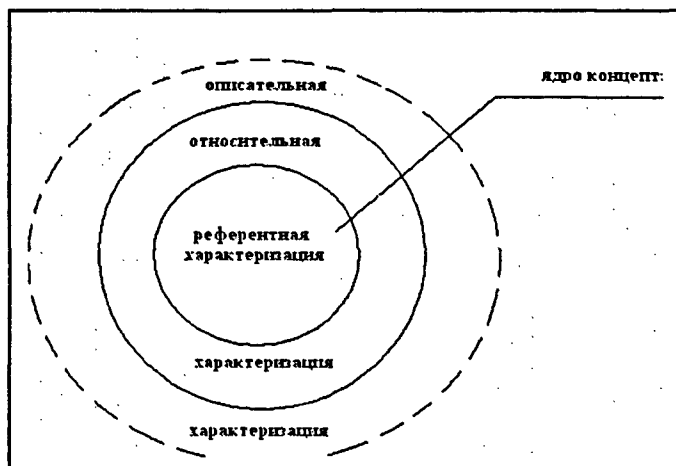 описательная
ядро концепт:
относительная
референтная
характеризация
характеризация
характеризация